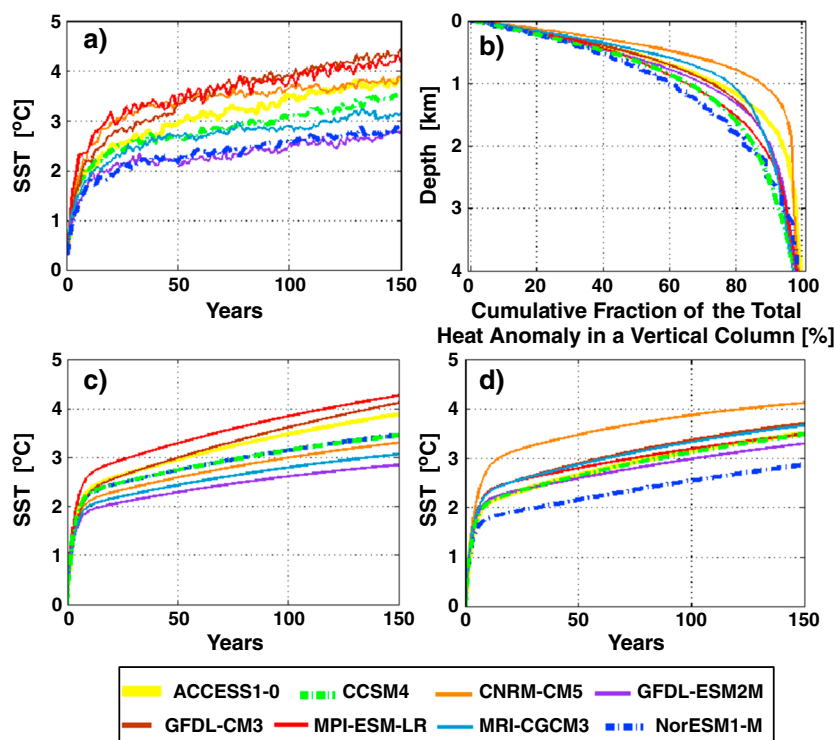 a)
5
4
3
2
1
0
SST [°C]
0 50 100 150
Years
b)
0
1
2
3
4
Depth [km]
0 20 40 60 80 100
Cumulative Fraction of the Total
Heat Anomaly in a Vertical Column [%]
c)
5
4
3
2
1
0
SST [°C]
0 50 100 150
Years
d)
5
4
3
2
1
0
SST [°C]
0 50 100 150
Years
ACCESS1-0 CCSM4 CNRM-CM5 GFDL-ESM2M
GFDL-CM3 MPI-ESM-LR MRI-CGCM3 NorESM1-M